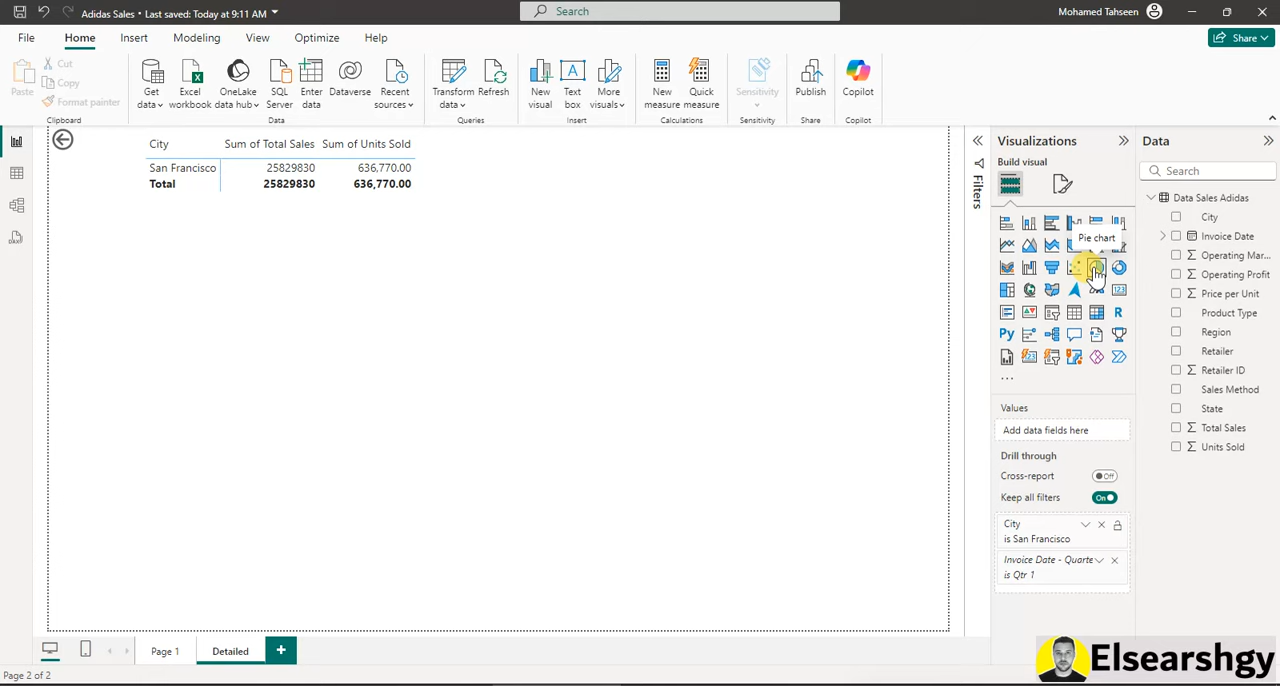 Adidas Sales • Last saved: Today at 9:11 AM
Search
Mohamed Tahseen
File Home Insert Modeling View Optimize Help
Share
Paste
Cut
Copy
Format painter
Clipboard
Get data
Excel workbook
OneLake data hub
SQL Server
Enter data
Dataverse
Recent sources
Data
Transform data
Refresh
Queries
New visual
Text box
More visuals
Insert
New measure
Quick measure
Calculations
Sensitivity
Sensitivity
Publish
Share
Copilot
Copilot
City Sum of Total Sales Sum of Units Sold
San Francisco 25829830 636,770.00
Total 25829830 636,770.00
Filters
Visualizations
Build visual
Pie chart
123
R
Py
123
...
Values
Add data fields here
Drill through
Cross-report Off
Keep all filters On
City
is San Francisco
Invoice Date - Quarte
is Qtr 1
Data
Search
Data Sales Adidas
City
Invoice Date
Σ Operating Mar...
Σ Operating Profit
Σ Price per Unit
Product Type
Region
Retailer
Σ Retailer ID
Sales Method
State
Σ Total Sales
Σ Units Sold
Page 1 Detailed +
Page 2 of 2
Elsearshgy